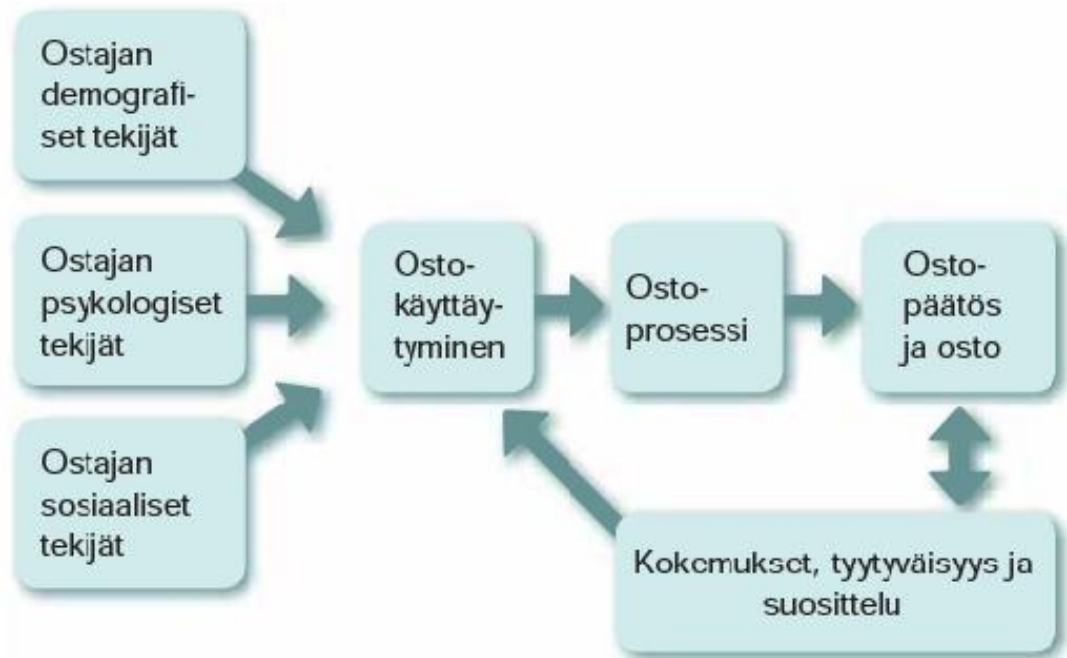 Ostajan
demografi-
set tekijät
Ostajan
psykologiset
tekijät
Ostajan
sosiaaliset
tekijät
Osto-
käyttäy-
tyminen
Osto-
prosessi
Osto-
päätös
ja osto
Kokemukset, tyytyväisyys ja
suosittelu